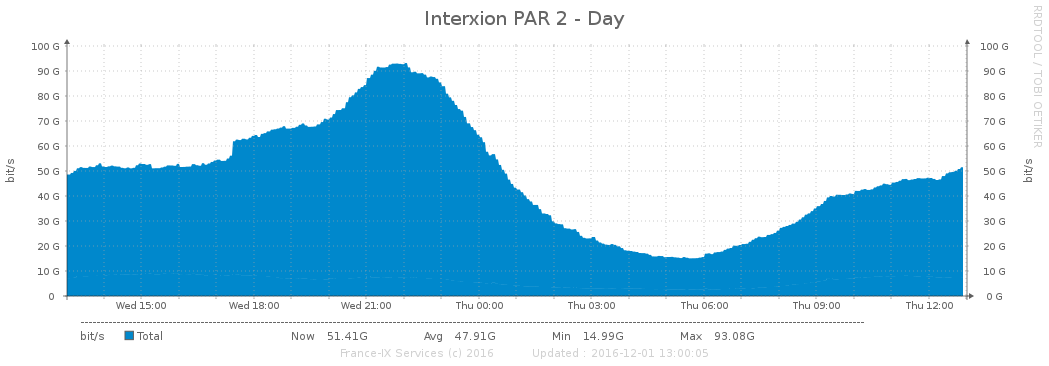 Interxion PAR 2 - Day
RRDTOOL / TOBI OETIKER
100 G 100 G
90 G 90 G
80 G 80 G
70 G 70 G
60 G 60 G
50 G 50 G
40 G 40 G
30 G 30 G
20 G 20 G
10 G 10 G
0 0 G
bit/s bit/s
Wed 15:00 Wed 18:00 Wed 21:00 Thu 00:00 Thu 03:00 Thu 06:00 Thu 09:00 Thu 12:00
bit/s Total Now 51.41G Avg 47.91G Min 14.99G Max 93.08G
France-IX Services (c) 2016 Updated : 2016-12-01 13:00:05